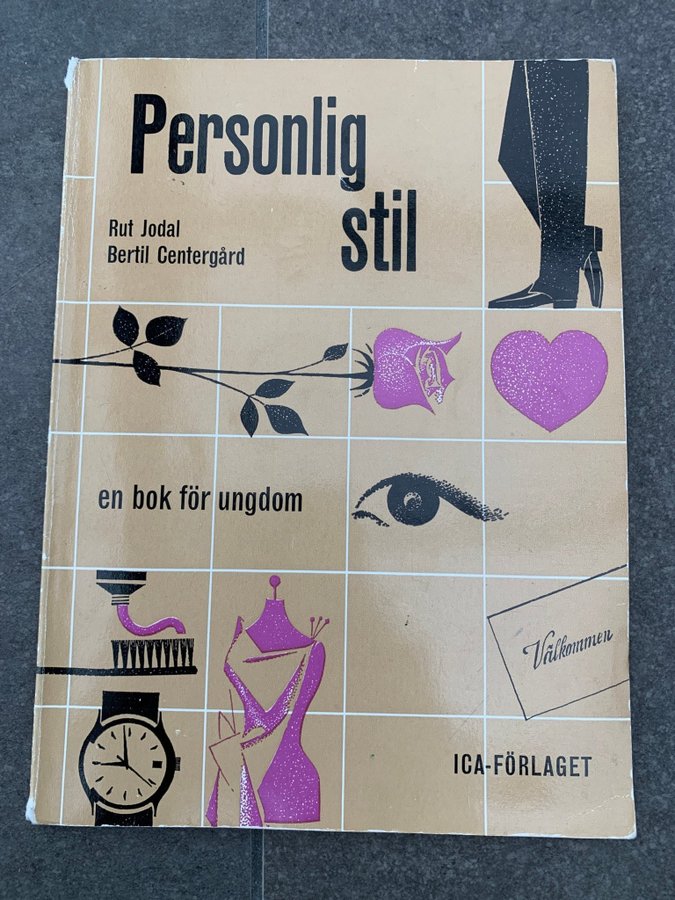 Personlig
stil
Rut Jodal
Bertil Centergård
en bok för ungdom
Välkommen
ICA-FÖRLAGET